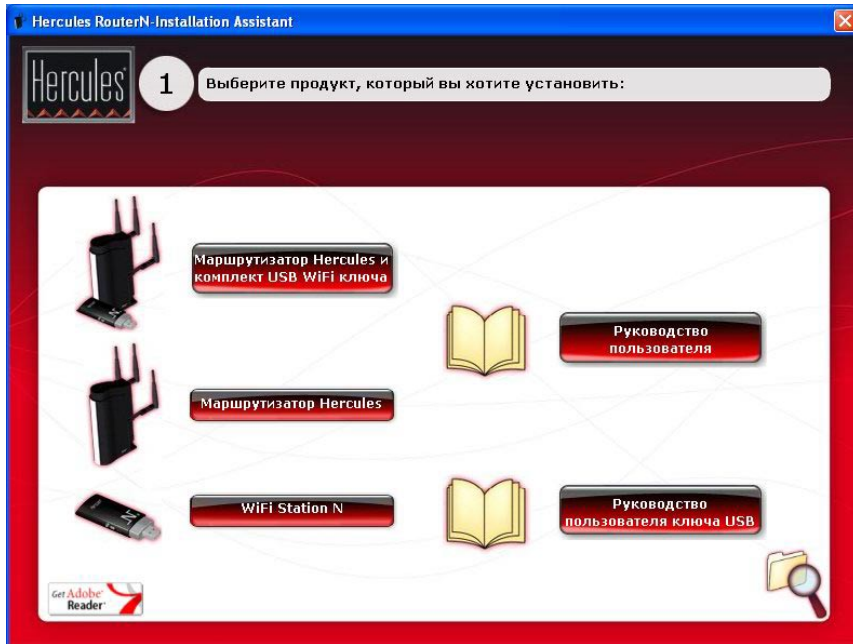 Hercules RouterN-Installation Assistant
Hercules
1
Выберите продукт, который вы хотите установить:
Маршрутизатор Hercules и
комплект USB WiFi ключа
Руководство
пользователя
Маршрутизатор Hercules
WiFi Station N
Руководство
пользователя ключа USB
Get Adobe
Reader